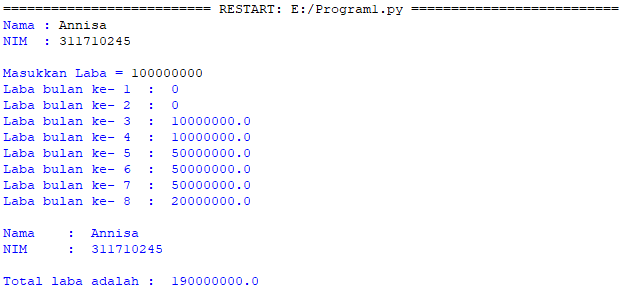 ========================== RESTART: E:/Program1.py ==========================
Nama : Annisa
NIM  : 311710245
Masukkan Laba = 100000000
Laba bulan ke- 1  :  0
Laba bulan ke- 2  :  0
Laba bulan ke- 3  :  10000000.0
Laba bulan ke- 4  :  10000000.0
Laba bulan ke- 5  :  50000000.0
Laba bulan ke- 6  :  50000000.0
Laba bulan ke- 7  :  50000000.0
Laba bulan ke- 8  :  20000000.0
Nama    :  Annisa
NIM     :  311710245
Total laba adalah :  190000000.0